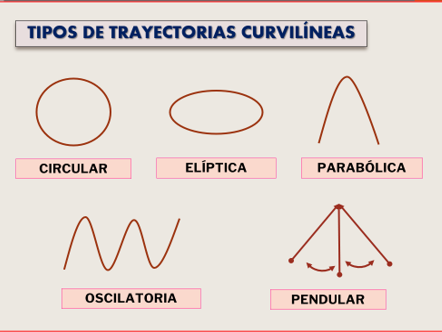 TIPOS DE TRAYECTORIAS CURVILÍNEAS
CIRCULAR
ELÍPTICA
PARABÓLICA
OSCILATORIA
PENDULAR